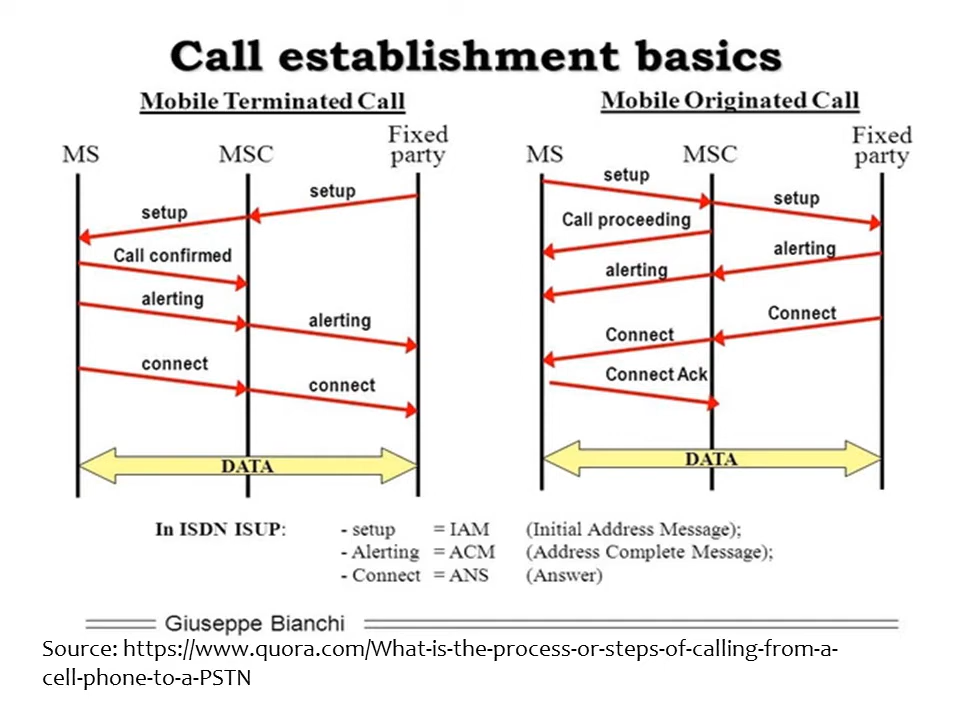 Call establishment basics
Mobile Terminated Call
MS
MSC
Fixed
party
setup
setup
Call confirmed
alerting
alerting
connect
connect
DATA
Mobile Originated Call
MS
MSC
Fixed
party
setup
setup
Call proceeding
alerting
alerting
Connect
Connect
Connect Ack
DATA
In ISDN ISUP: - setup = IAM (Initial Address Message);
- Alerting = ACM (Address Complete Message);
- Connect = ANS (Answer)
Giuseppe Bianchi
Source: https://www.quora.com/What-is-the-process-or-steps-of-calling-from-a-
cell-phone-to-a-PSTN